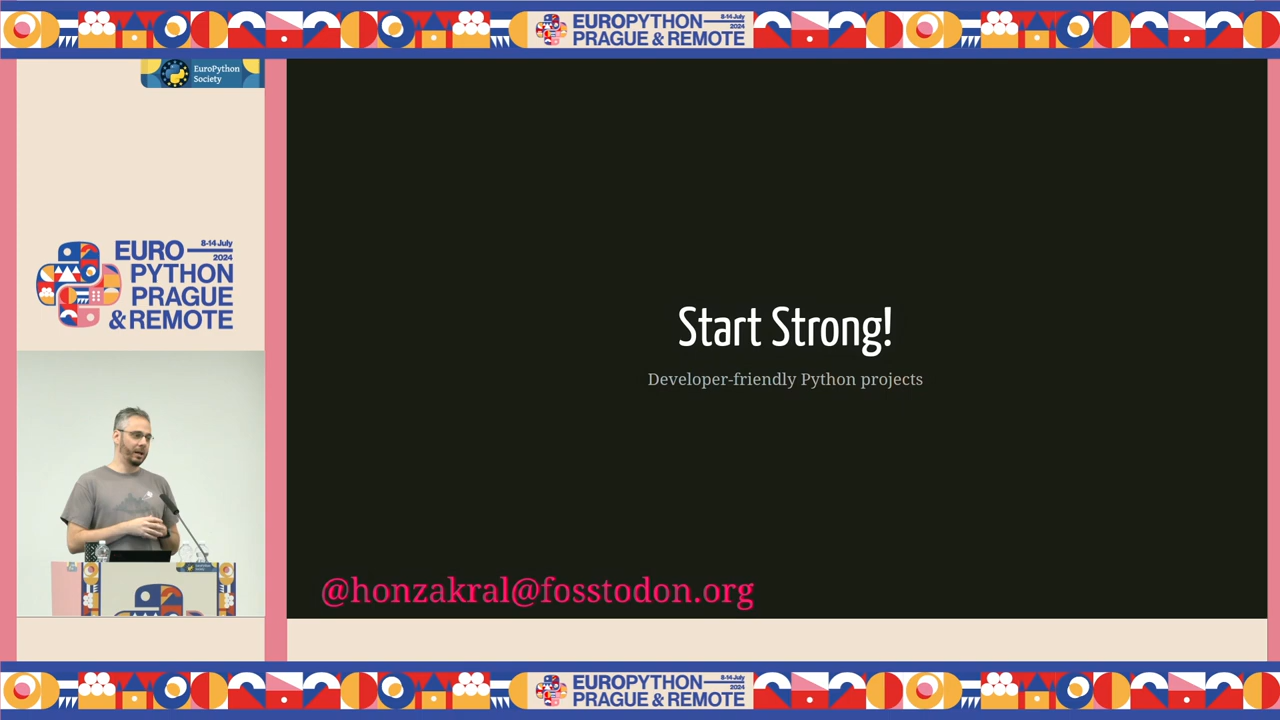 EUROPYTHON
8-14 July
2024
PRAGUE & REMOTE
EuroPython
Society
EURO
8-14 July
2024
PYTHON
PRAGUE
& REMOTE
Start Strong!
Developer-friendly Python projects
@honzakral@fosstodon.org
EUROPYTHON
8-14 July
2024
PRAGUE & REMOTE